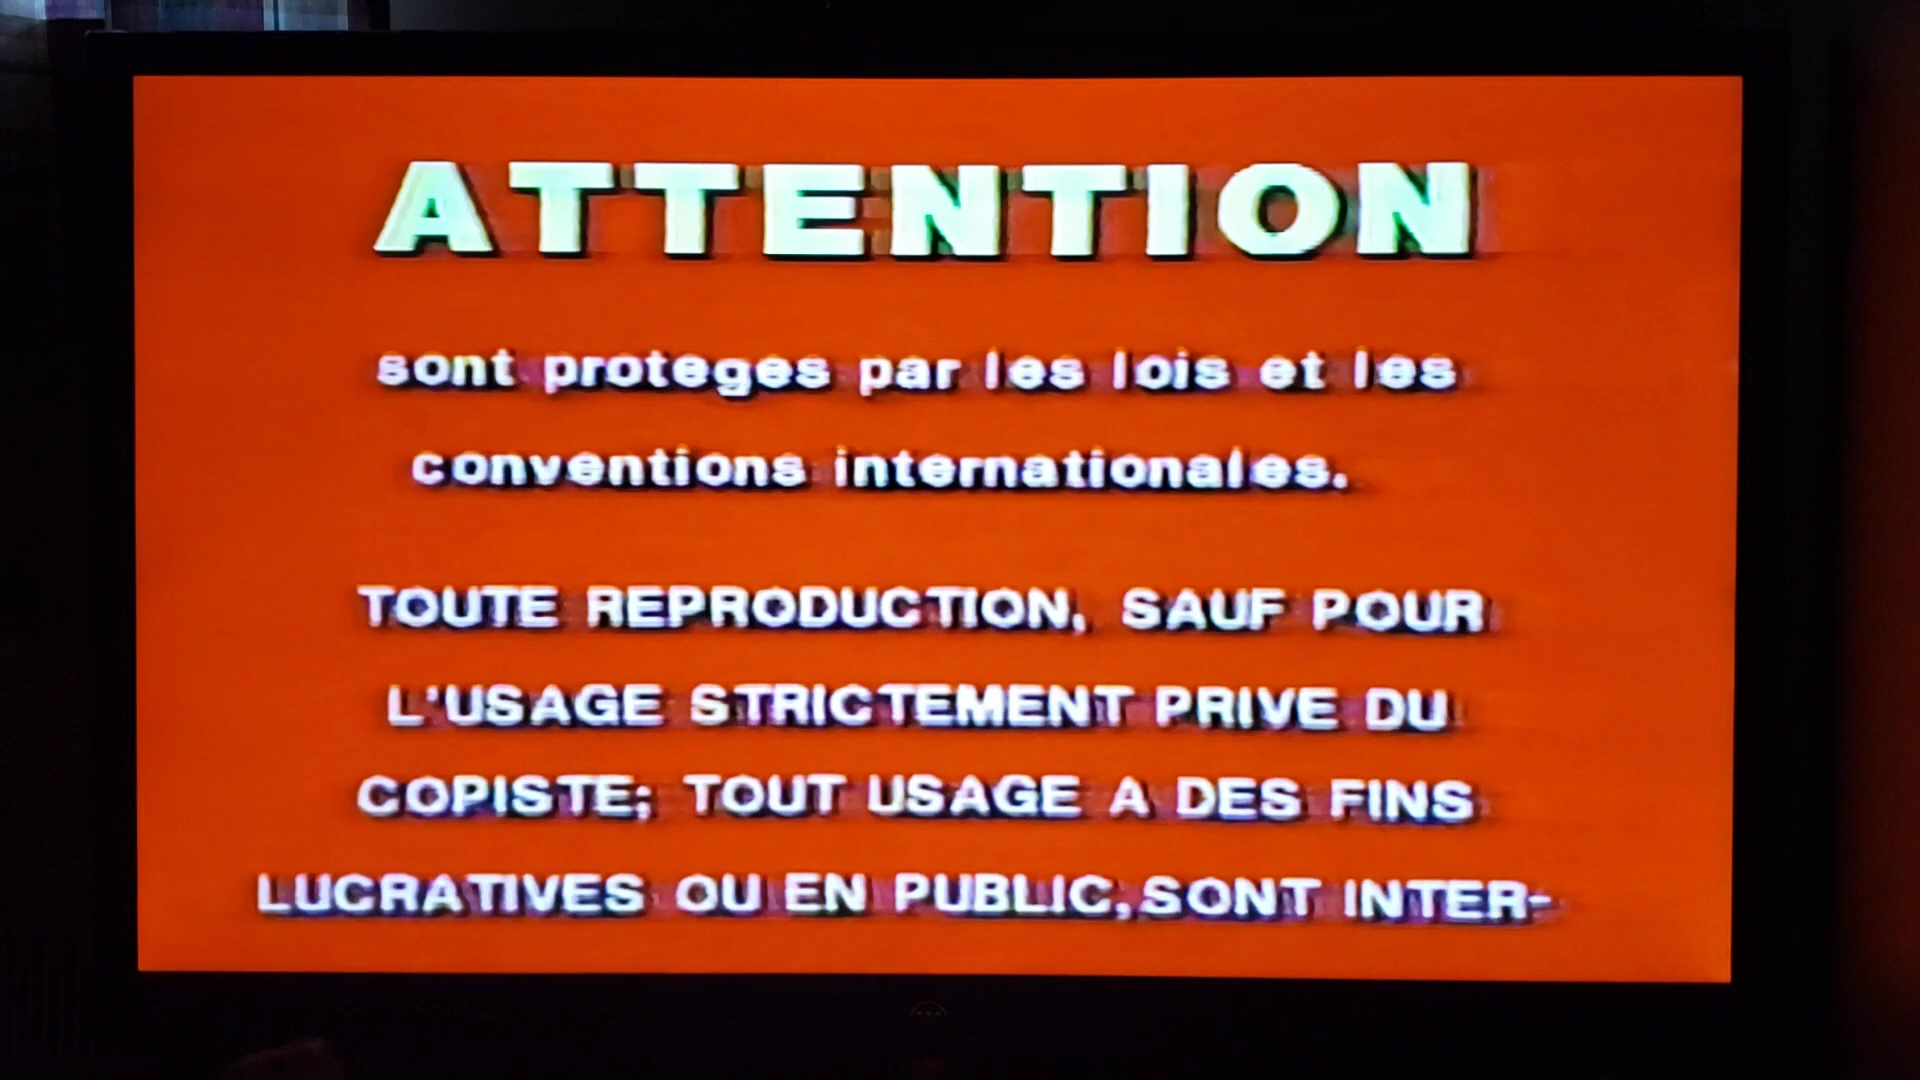 ATTENTION
sont proteges par les lois et les
conventions internationales.
TOUTE REPRODUCTION, SAUF POUR
L'USAGE STRICTEMENT PRIVE DU
COPISTE; TOUT USAGE A DES FINS
LUCRATIVES OU EN PUBLIC,SONT INTER-